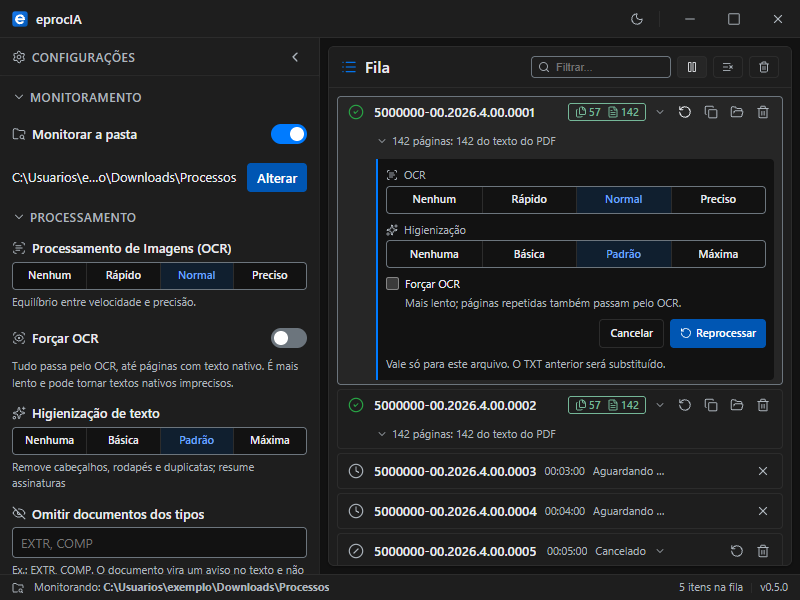 eprocIA
CONFIGURAÇÕES
MONITORAMENTO
Monitorar a pasta
C:\Usuarios\e...o\Downloads\Processos
Alterar
PROCESSAMENTO
Processamento de Imagens (OCR)
Nenhum Rápido Normal Preciso
Equilíbrio entre velocidade e precisão.
Forçar OCR
Tudo passa pelo OCR, até páginas com texto nativo. É mais
lento e pode tornar textos nativos imprecisos.
Higienização de texto
Nenhuma Básica Padrão Máxima
Remove cabeçalhos, rodapés e duplicatas; resume
assinaturas
Omitir documentos dos tipos
EXTR, COMP
Ex.: EXTR, COMP. O documento vira um aviso no texto e não
Fila
Filtrar...
5000000-00.2026.4.00.0001 57 142
142 páginas: 142 do texto do PDF
OCR
Nenhum Rápido Normal Preciso
Higienização
Nenhuma Básica Padrão Máxima
Forçar OCR
Mais lento; páginas repetidas também passam pelo OCR.
Cancelar Reprocessar
Vale só para este arquivo. O TXT anterior será substituído.
5000000-00.2026.4.00.0002 57 142
142 páginas: 142 do texto do PDF
5000000-00.2026.4.00.0003 00:03:00 Aguardando ...
5000000-00.2026.4.00.0004 00:04:00 Aguardando ...
5000000-00.2026.4.00.0005 00:05:00 Cancelado
Monitorando: C:\Usuarios\exemplo\Downloads\Processos
5 itens na fila v0.5.0